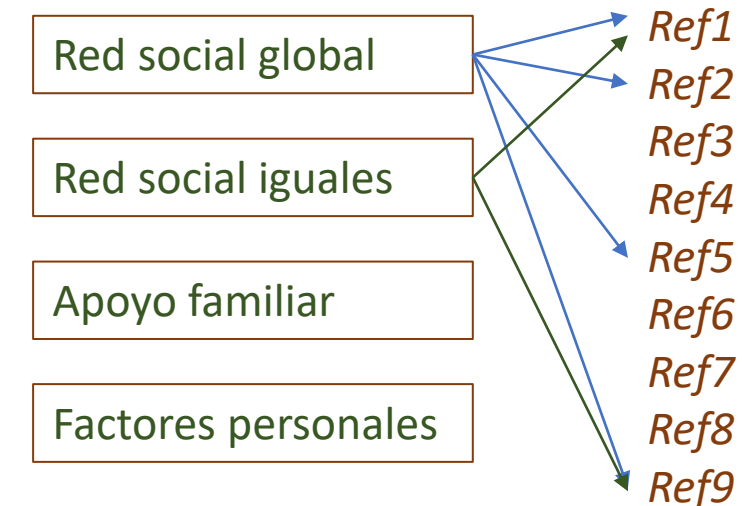 Red social global
Red social iguales
Apoyo familiar
Factores personales
Ref1
Ref2
Ref3
Ref4
Ref5
Ref6
Ref7
Ref8
Ref9